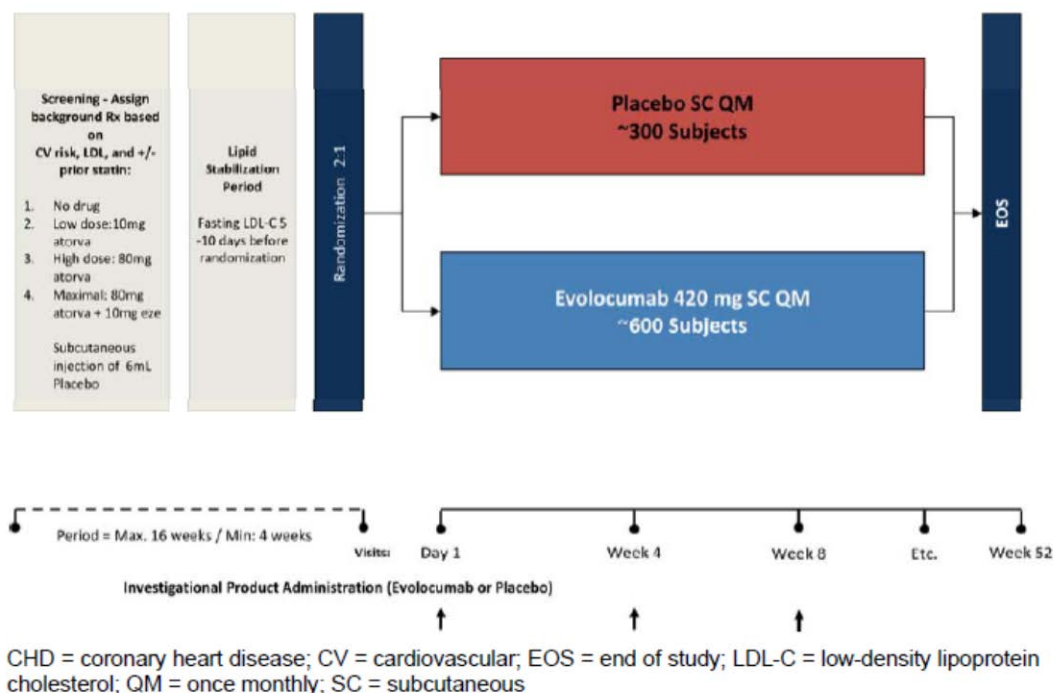 Screening - Assign
background Rx based
on
CV risk, LDL, and +/-
prior statin:
1. No drug
2. Low dose:10mg
atorva
3. High dose: 80mg
atorva
4. Maximal: 80mg
atorva + 10mg eze
Subcutaneous
injection of 6mL
Placebo
Lipid
Stabilization
Period
Fasting LDL-C 5
-10 days before
randomization
Randomization 2:1
Placebo SC QM
~300 Subjects
Evolocumab 420 mg SC QM
~600 Subjects
EOS
Period = Max. 16 weeks / Min: 4 weeks
Visits: Day 1 Week 4 Week 8 Etc. Week 52
Investigational Product Administration (Evolocumab or Placebo)
CHD = coronary heart disease; CV = cardiovascular; EOS = end of study; LDL-C = low-density lipoprotein
cholesterol; QM = once monthly; SC = subcutaneous